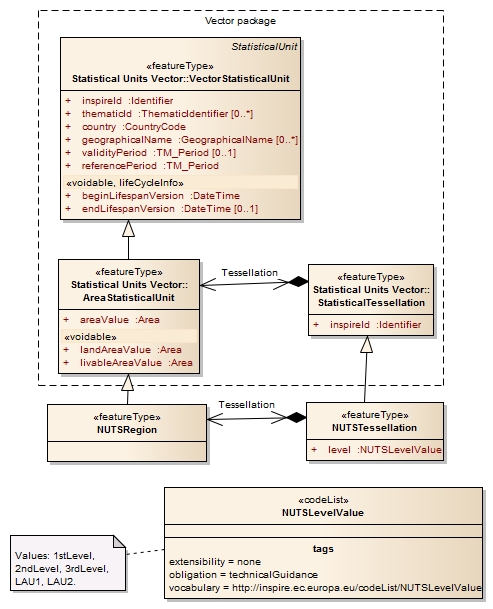 Vector package
StatisticalUnit
«featureType»
Statistical Units Vector::VectorStatisticalUnit
+ inspireId :Identifier
+ thematicId :ThematicIdentifier [0..*]
+ country :CountryCode
+ geographicalName :GeographicalName [0..*]
+ validityPeriod :TM_Period [0..1]
+ referencePeriod :TM_Period
«voidable, lifeCycleInfo»
+ beginLifespanVersion :DateTime
+ endLifespanVersion :DateTime [0..1]
«featureType»
Statistical Units Vector::
AreaStatisticalUnit
+ areaValue :Area
«voidable»
+ landAreaValue :Area
+ livableAreaValue :Area
Tessellation
«featureType»
Statistical Units Vector::
StatisticalTessellation
+ inspireId :Identifier
«featureType»
NUTSRegion
Tessellation
«featureType»
NUTSTessellation
+ level :NUTSLevelValue
«codeList»
NUTSLevelValue
tags
extensibility = none
obligation = technicalGuidance
vocabulary = http://inspire.ec.europa.eu/codeList/NUTSLevelValue
Values: 1stLevel,
2ndLevel, 3rdLevel,
LAU1, LAU2.